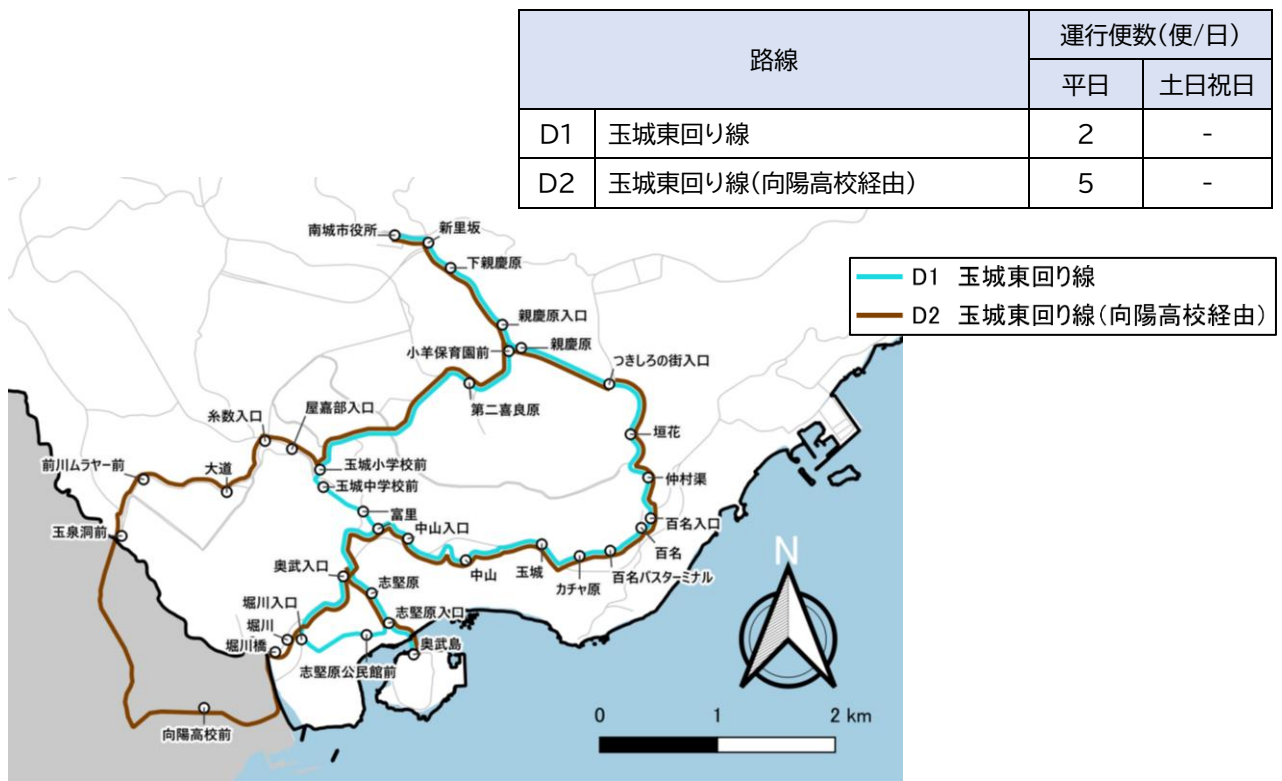 路線
運行便数(便/日)
平日
土日祝日
D1 玉城東回り線 2 -
D2 玉城東回り線(向陽高校経由) 5 -
D1 玉城東回り線
D2 玉城東回り線(向陽高校経由)
南城市役所
新里坂
下親慶原
親慶原入口
小羊保育園前
親慶原
つきしろの街入口
第二喜良原
屋嘉部入口
糸数入口
垣花
前川ムラヤー前
大道
玉城小学校前
仲村渠
玉城中学校前
富里
中山入口
百名入口
玉泉洞前
百名
奥武入口
中山
玉城
カチャ原
百名バスターミナル
志堅原
堀川入口
志堅原入口
堀川
堀川橋
奥武島
志堅原公民館前
向陽高校前
N
0 1 2 km